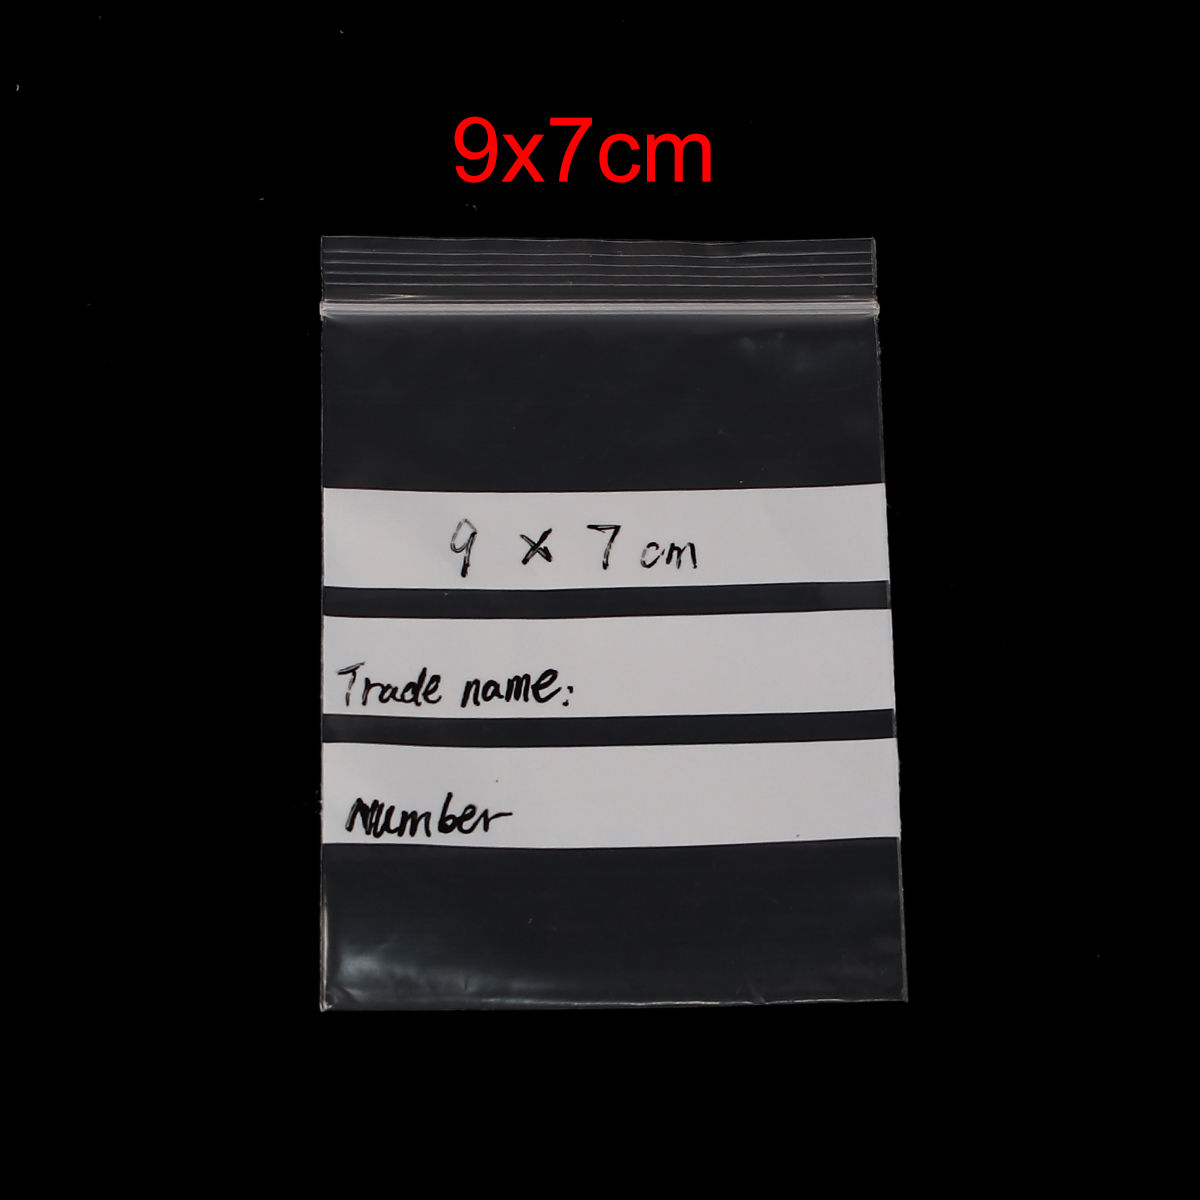 9x7cm
9 x 7 cm
Trade name:
Number